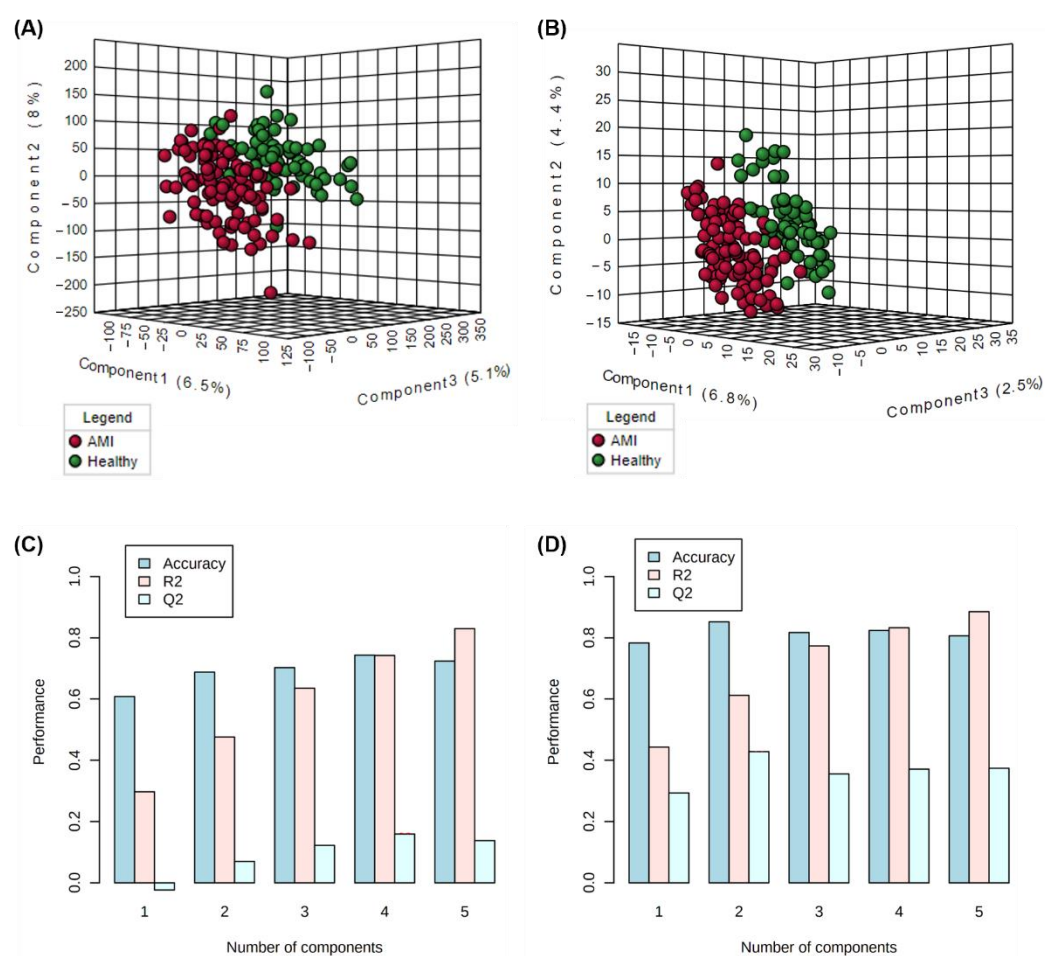 (A)
Component2 (8%)
200
150
100
50
0
−50
−100
−150
−200
−250
−100
−75
−50
−25
0
25
50
75
100
125
Component1 (6.5%)
−100
−50
0
50
100
150
200
250
300
350
Component3 (5.1%)
Legend
AMI
Healthy
(B)
Component2 (4.4%)
30
25
20
15
10
5
0
−5
−10
−15
−15
−10
−5
0
5
10
15
20
25
30
Component1 (6.8%)
−10
−5
0
5
10
15
20
25
30
35
Component3 (2.5%)
Legend
AMI
Healthy
(C)
Accuracy
R2
Q2
Performance
1.0
0.8
0.6
0.4
0.2
0.0
1 2 3 4 5
Number of components
(D)
Accuracy
R2
Q2
Performance
1.0
0.8
0.6
0.4
0.2
0.0
1 2 3 4 5
Number of components